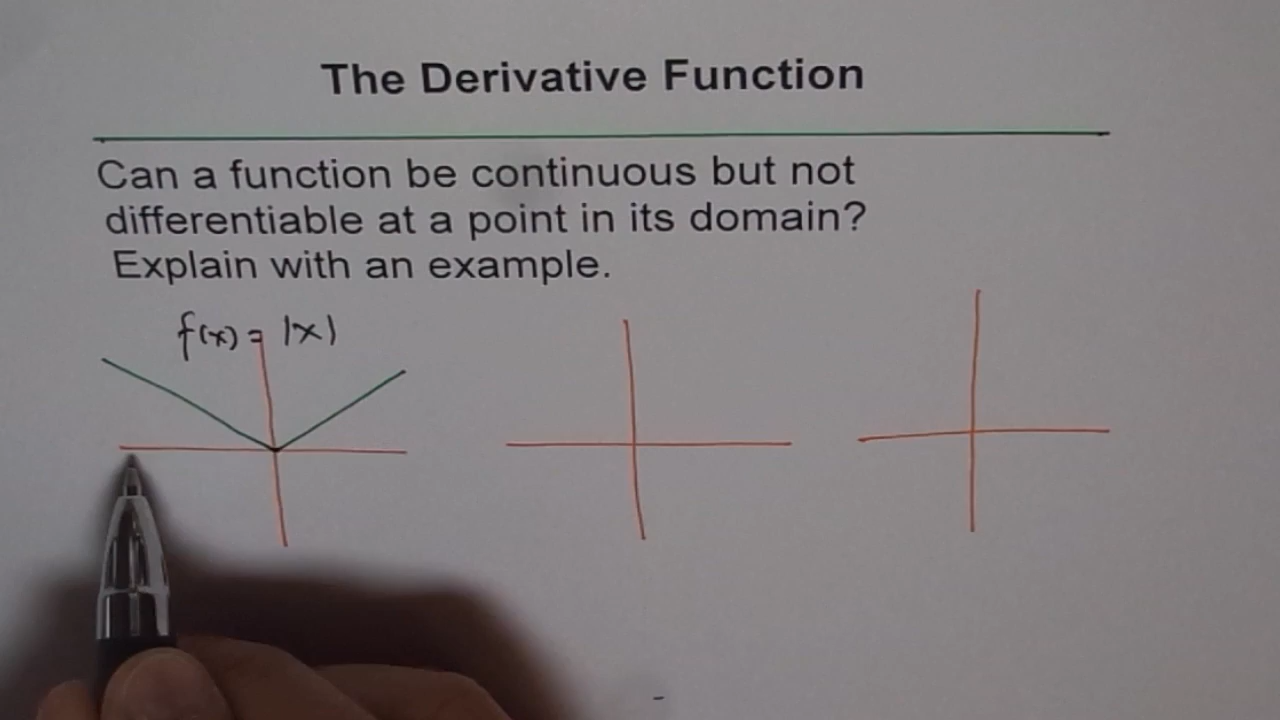 The Derivative Function
Can a function be continuous but not
differentiable at a point in its domain?
Explain with an example.
f(x) = |x|